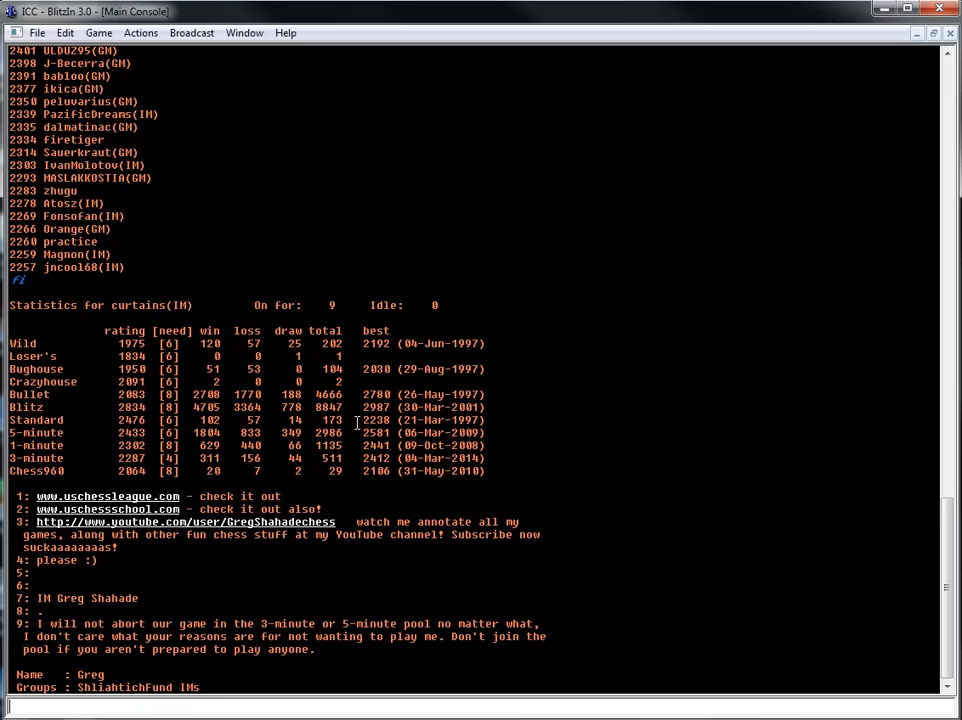 ICC - BlitzIn 3.0 - [Main Console]
File Edit Game Actions Broadcast Window Help
2401 ULDUZ95(GM)
2398 J-Becerra(GM)
2391 babloo(GM)
2377 ikica(GM)
2350 peluvarius(GM)
2339 PazificDreams(IM)
2335 dalmatinac(GM)
2334 firetiger
2314 Sauerkraut(GM)
2303 IvanMolotov(IM)
2293 MASLAKKOSTIA(GM)
2283 zhugu
2278 Atosz(IM)
2269 Fonsofan(IM)
2266 Orange(GM)
2260 practice
2259 Magnon(IM)
2257 jncool68(IM)
fi
Statistics for curtains(IM) On for: 9 Idle: 0
rating [need] win loss draw total best
Wild 1975 [6] 120 57 25 202 2192 (04-Jun-1997)
Loser's 1834 [6] 0 0 1 1
Bughouse 1950 [6] 51 53 0 104 2030 (29-Aug-1997)
Crazyhouse 2091 [6] 2 0 0 2
Bullet 2083 [8] 2708 1770 188 4666 2780 (26-May-1997)
Blitz 2834 [8] 4705 3364 778 8847 2987 (30-Mar-2001)
Standard 2476 [6] 102 57 14 173 2238 (21-Mar-1997)
5-minute 2433 [6] 1804 833 349 2986 2581 (06-Mar-2009)
1-minute 2302 [8] 629 440 66 1135 2441 (09-Oct-2008)
3-minute 2287 [4] 311 156 44 511 2412 (04-Mar-2014)
Chess960 2064 [8] 20 7 2 29 2106 (31-May-2010)
1: www.uschessleague.com - check it out
2: www.uschessschool.com - check it out also!
3: http://www.youtube.com/user/GregShahadechess watch me annotate all my
games, along with other fun chess stuff at my YouTube channel! Subscribe now
suckaaaaaaas!
4: please :)
5:
6:
7: IM Greg Shahade
8: .
9: I will not abort our game in the 3-minute or 5-minute pool no matter what,
I don't care what your reasons are for not wanting to play me. Don't join the
pool if you aren't prepared to play anyone.
Name : Greg
Groups : ShliahtichFund IMs